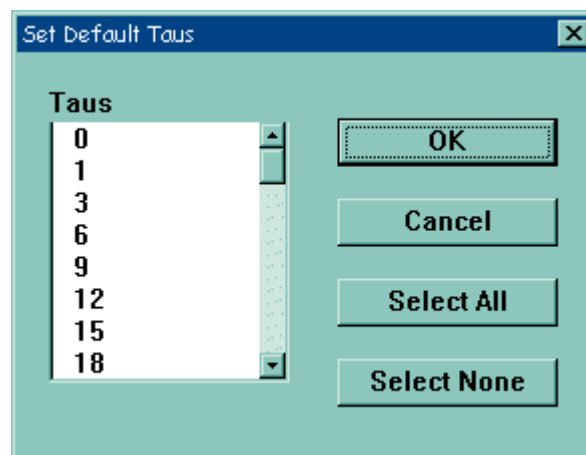 Set Default Taus
Taus
0
1
3
6
9
12
15
18
OK
Cancel
Select All
Select None